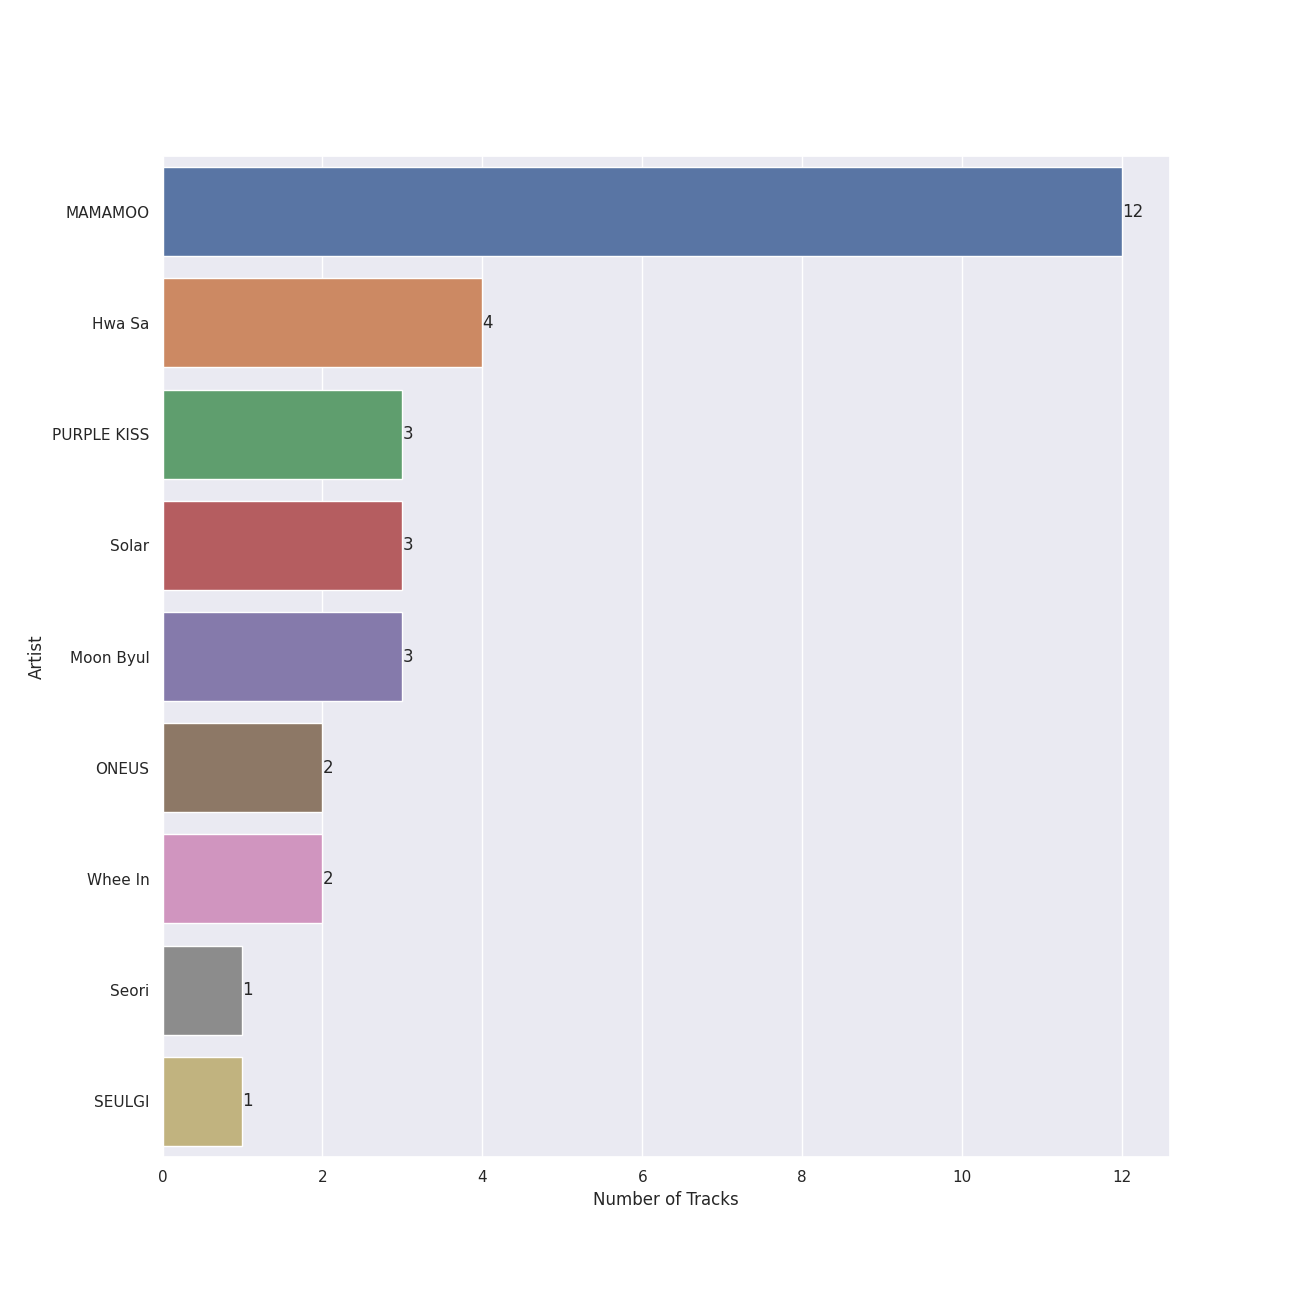 MAMAMOO 12
Hwa Sa 4
PURPLE KISS 3
Solar 3
Moon Byul 3
ONEUS 2
Whee In 2
Seori 1
SEULGI 1
Artist
0 2 4 6 8 10 12
Number of Tracks